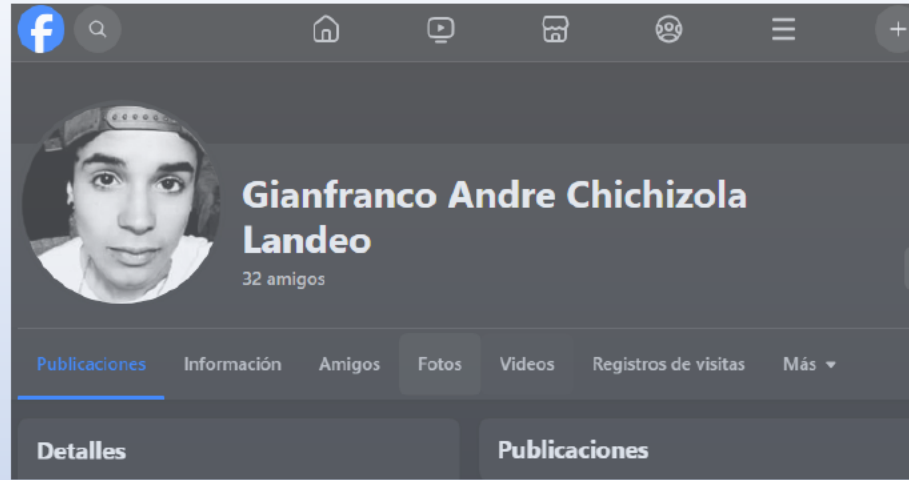 Gianfranco Andre Chichizola
Landeo
32 amigos
Publicaciones Información Amigos Fotos Videos Registros de visitas Más
Detalles Publicaciones